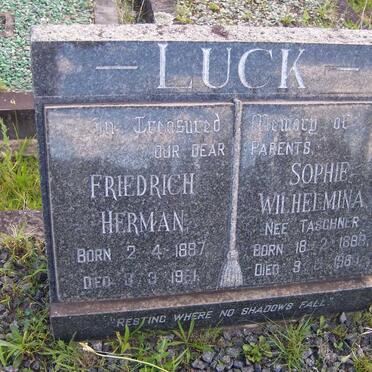 — LUCK —
In Treasured Memory of
OUR DEAR PARENTS,
FRIEDRICH
HERMAN
BORN 2-4-1887
DIED
SOPHIE
WILHELMINA
NEE TASCHNER
BORN
DIED
"RESTING WHERE NO SHADOWS FALL"